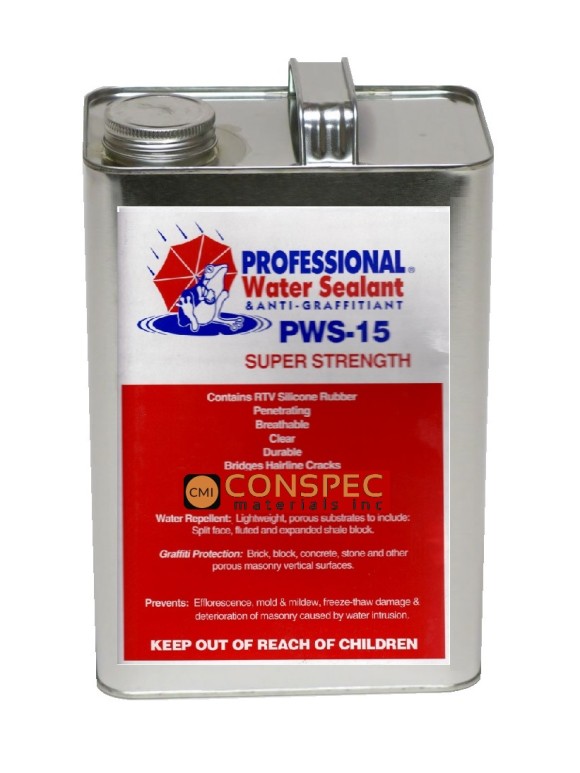 PROFESSIONAL®
Water Sealant
& ANTI-GRAFFITIANT
PWS-15
SUPER STRENGTH
Contains RTV Silicone Rubber
Penetrating
Breathable
Clear
Durable
Bridges Hairline Cracks
CMI CONSPEC
materials inc
Water Repellent: Lightweight, porous substrates to include:
Split face, fluted and expanded shale block.
Graffiti Protection: Brick, block, concrete, stone and other
porous masonry vertical surfaces.
Prevents: Efflorescence, mold & mildew, freeze-thaw damage &
deterioration of masonry caused by water intrusion.
KEEP OUT OF REACH OF CHILDREN